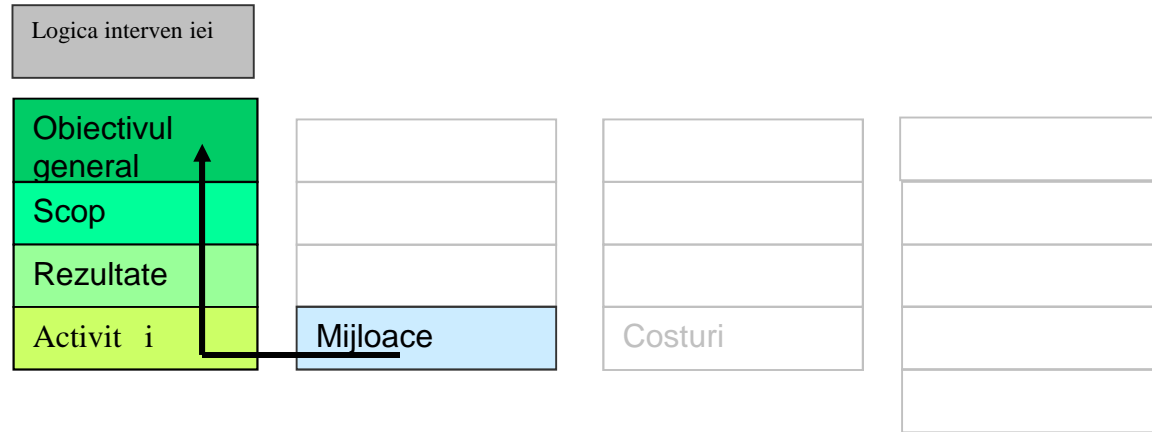 Logica interven iei
Obiectivul
general
Scop
Rezultate
Activit i
Mijloace
Costuri